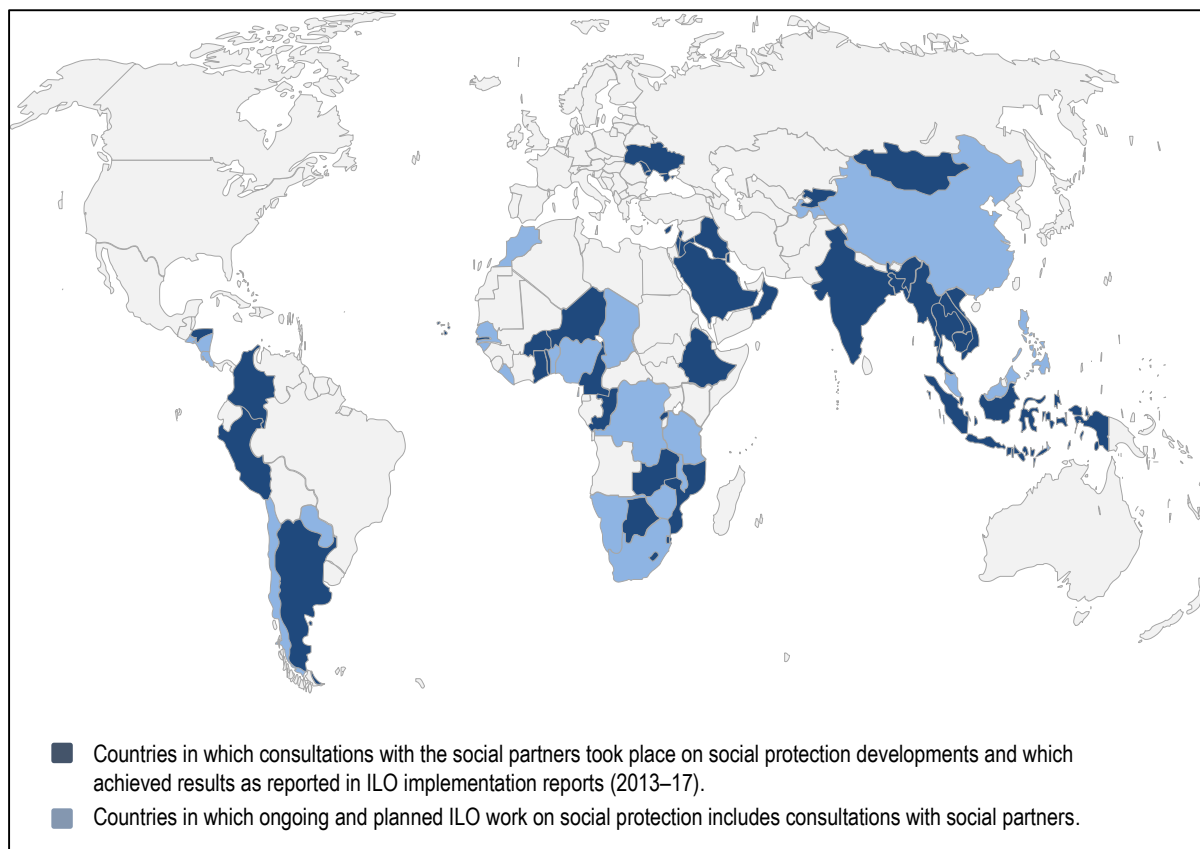 Countries in which consultations with the social partners took place on social protection developments and which
achieved results as reported in ILO implementation reports (2013–17).
Countries in which ongoing and planned ILO work on social protection includes consultations with social partners.